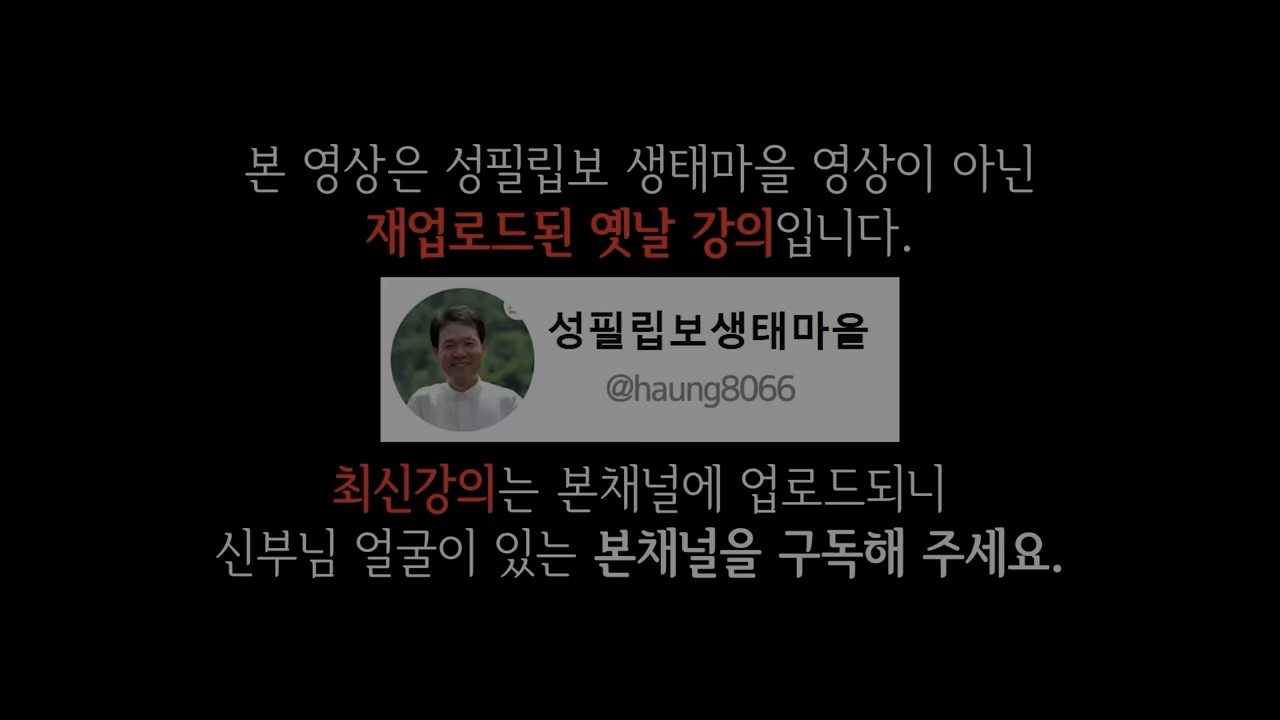 본 영상은 성필립보 생태마을 영상이 아닌
재업로드된 옛날 강의입니다.
성필립보생태마을
@haung8066
최신강의는 본채널에 업로드되니
신부님 얼굴이 있는 본채널을 구독해 주세요.